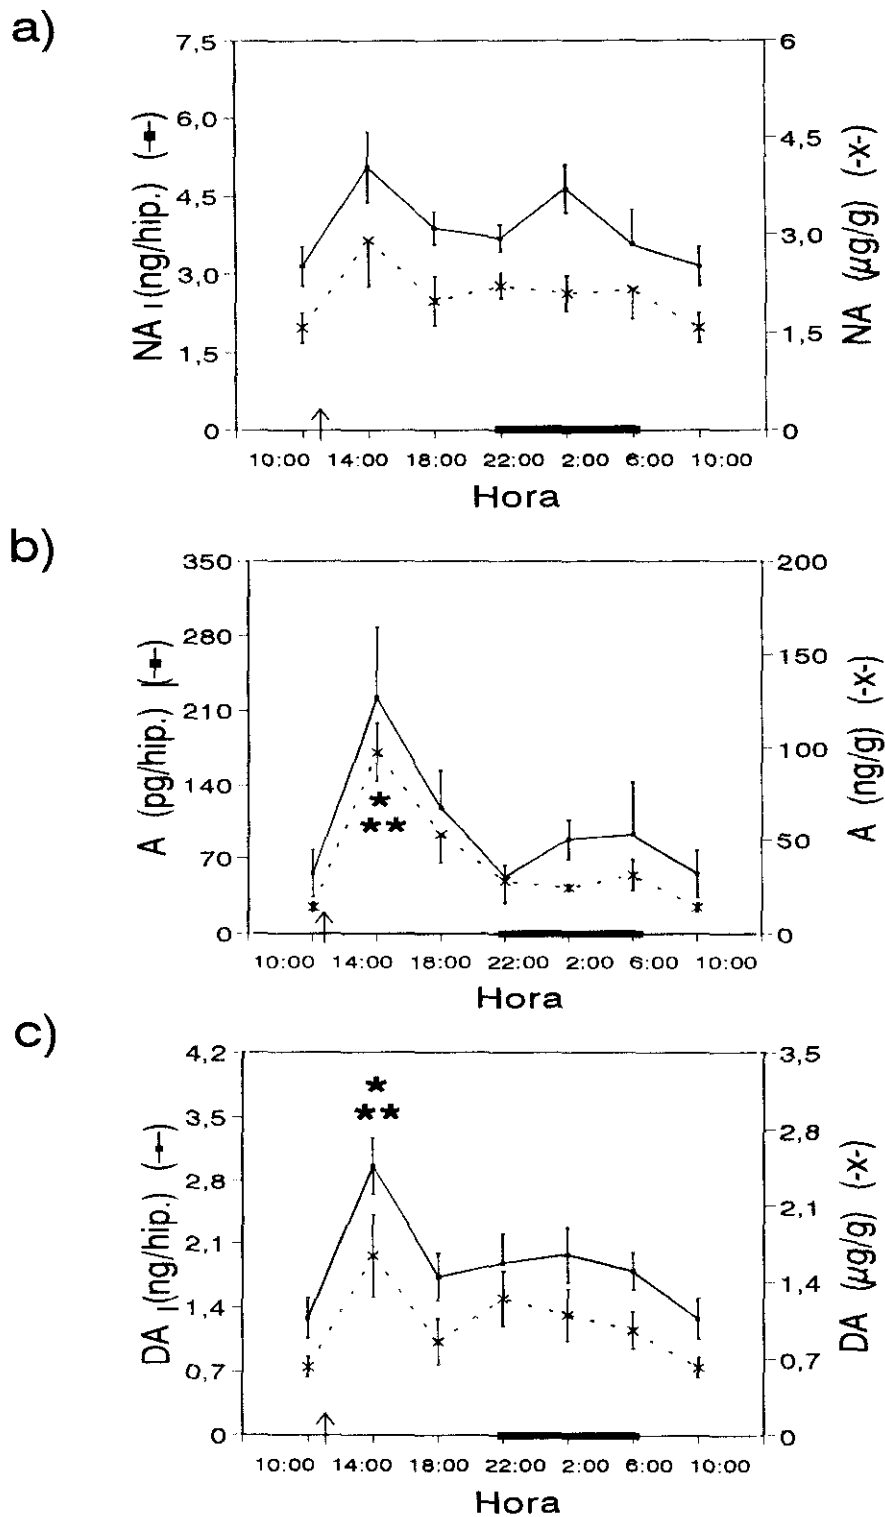 a)
7,5
6,0
4,5
3,0
1,5
0
6
4,5
3,0
1,5
0
NA (ng/hip.) (-■-)
NA (μg/g) (-x-)
10:00 14:00 18:00 22:00 2:00 6:00 10:00
Hora
b)
350
280
210
140
70
0
200
150
100
50
0
A (pg/hip.) (-■-)
A (ng/g) (-x-)
★
★★
10:00 14:00 18:00 22:00 2:00 6:00 10:00
Hora
c)
4,2
3,5
2,8
2,1
1,4
0,7
0
3,5
2,8
2,1
1,4
0,7
0
DA (ng/hip.) (-■-)
DA (μg/g) (-x-)
★
★★
10:00 14:00 18:00 22:00 2:00 6:00 10:00
Hora